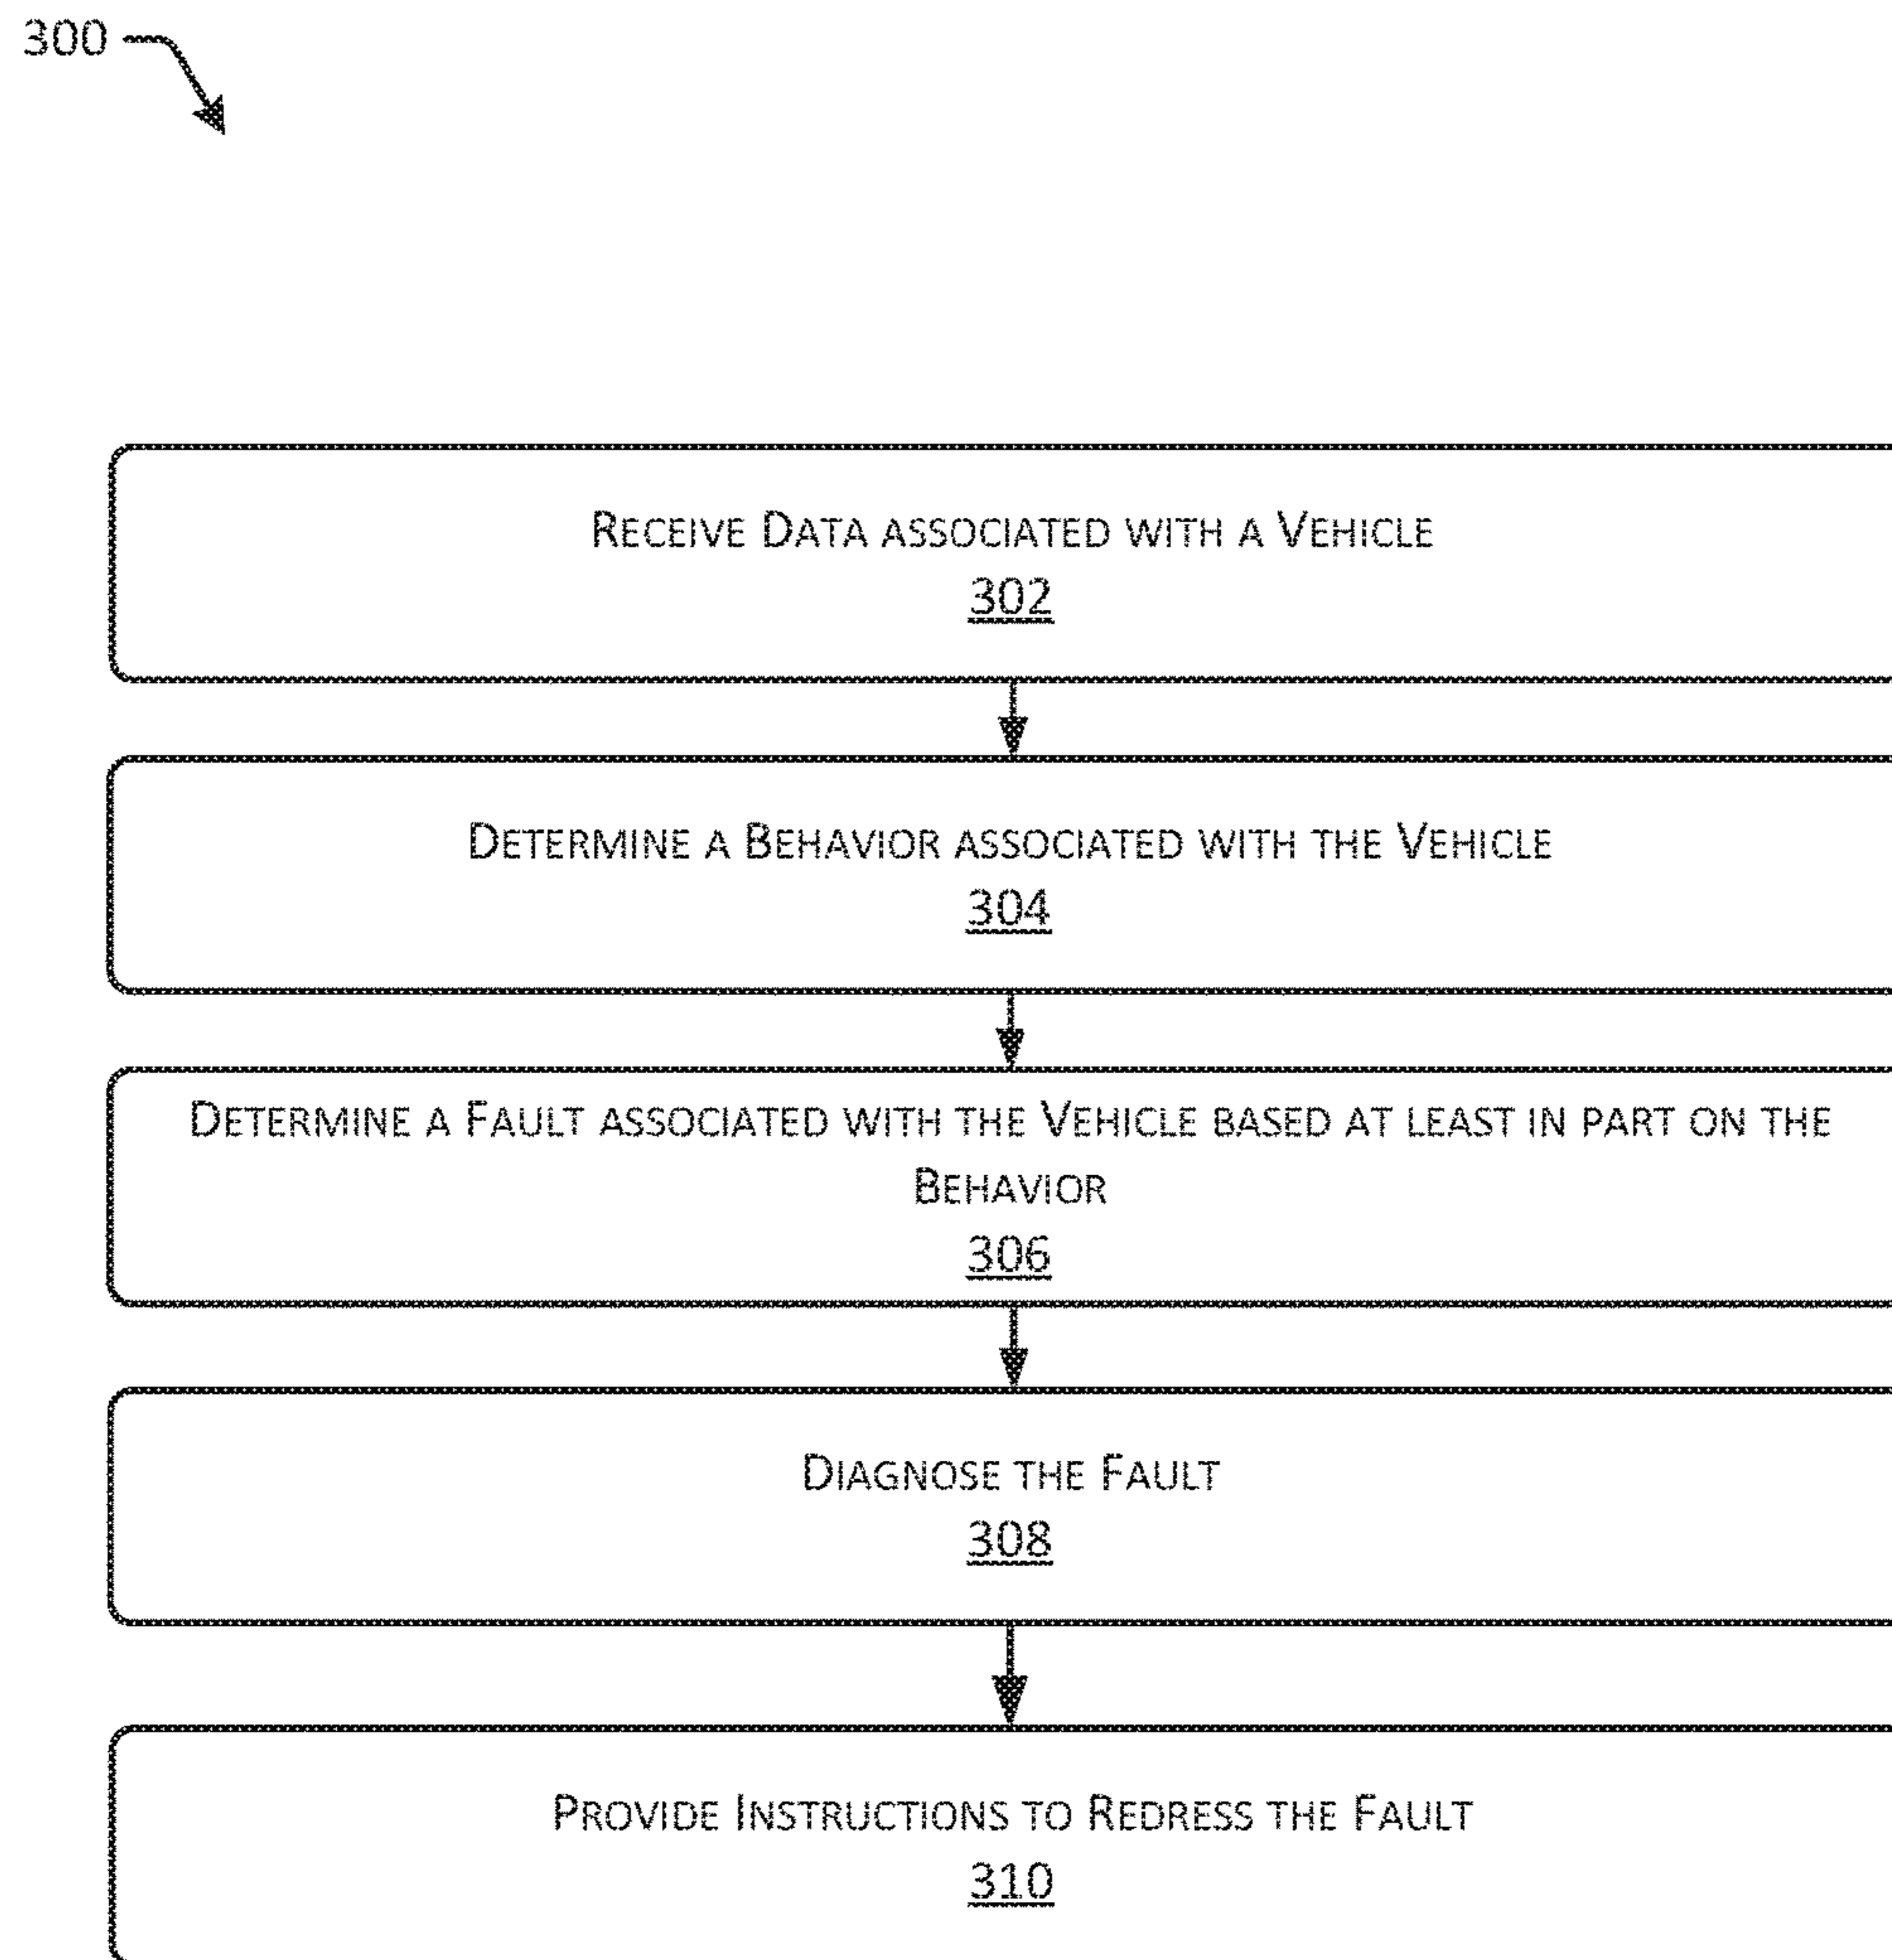 300
Receive Data associated with a Vehicle
302
Determine a Behavior associated with the Vehicle
304
Determine a Fault associated with the Vehicle based at least in part on the
Behavior
306
Diagnose the Fault
308
Provide Instructions to Redress the Fault
310